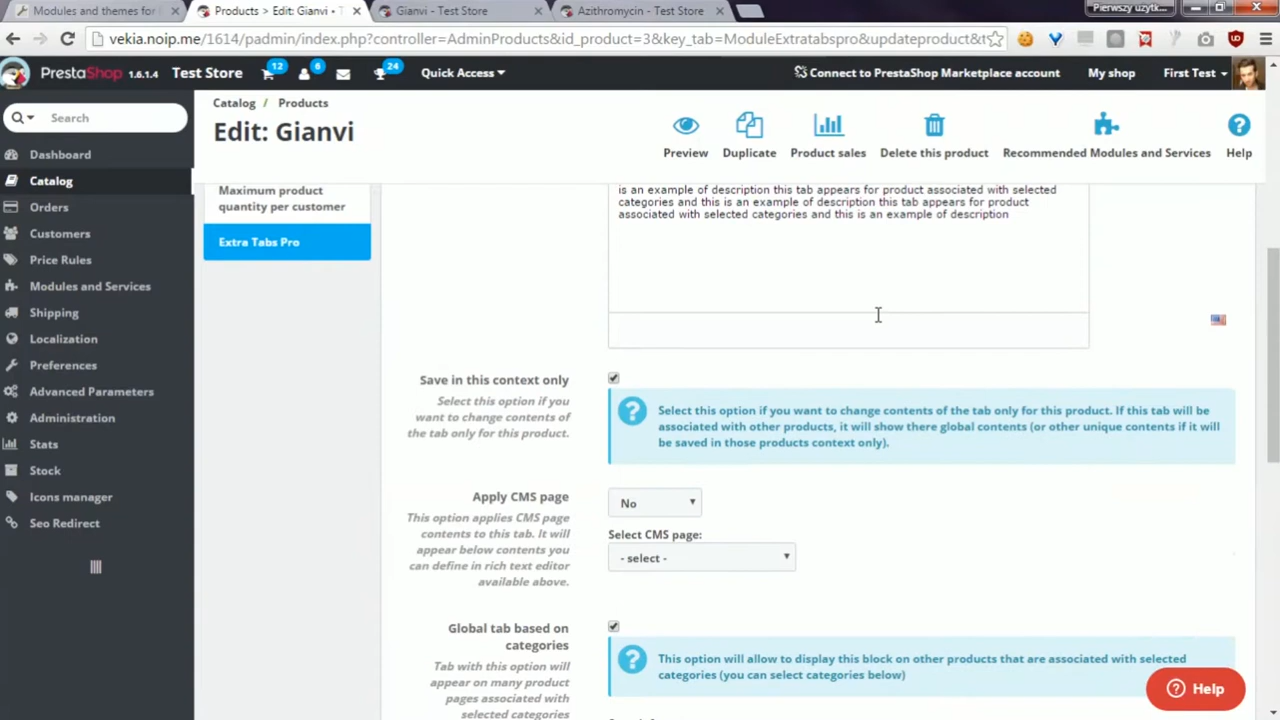 Modules and themes for
Products > Edit: Gianvi •
Gianvi - Test Store
Azithromycin - Test Store
Pierwszy użytk...
vekia.noip.me/1614/padmin/index.php?controller=AdminProducts&id_product=3&key_tab=ModuleExtratabspro&updateproduct&t
PrestaShop 1.6.1.4
Test Store
12
6
24
Quick Access
Connect to PrestaShop Marketplace account
My shop
First Test
Search
Catalog / Products
Edit: Gianvi
Preview
Duplicate
Product sales
Delete this product
Recommended Modules and Services
Help
Dashboard
Catalog
Orders
Customers
Price Rules
Modules and Services
Shipping
Localization
Preferences
Advanced Parameters
Administration
Stats
Stock
Icons manager
Seo Redirect
Maximum product
quantity per customer
Extra Tabs Pro
is an example of description this tab appears for product associated with selected
categories and this is an example of description this tab appears for product
associated with selected categories and this is an example of description
Save in this context only
Select this option if you
want to change contents of
the tab only for this product.
Select this option if you want to change contents of the tab only for this product. If this tab will be
associated with other products, it will show there global contents (or other unique contents if it will
be saved in those products context only).
Apply CMS page
This option applies CMS page
contents to this tab. It will
appear below contents you
can define in rich text editor
available above.
No
Select CMS page:
- select -
Global tab based on
categories
Tab with this option will
appear on many product
pages associated with
selected categories
This option will allow to display this block on other products that are associated with selected
categories (you can select categories below)
Help